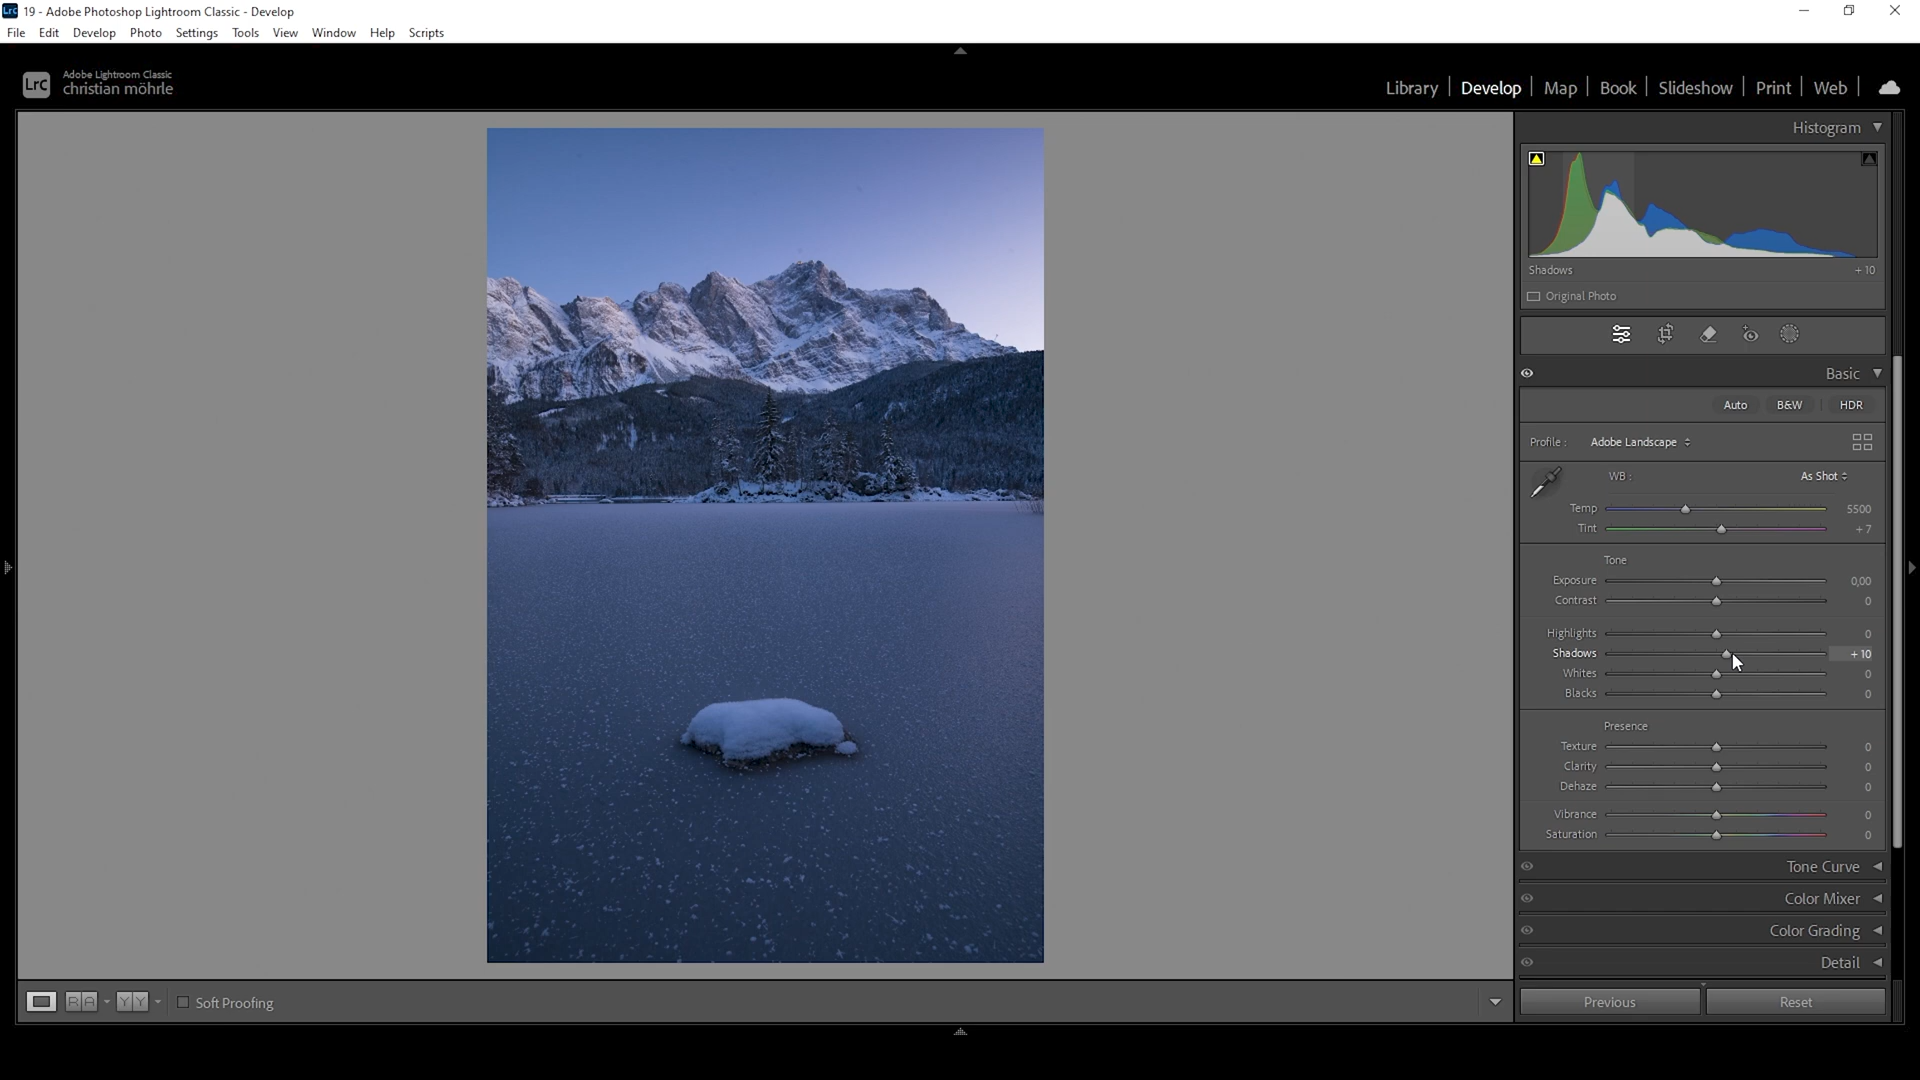 Lrc 19 - Adobe Photoshop Lightroom Classic - Develop
File Edit Develop Photo Settings Tools View Window Help Scripts
Lrc Adobe Lightroom Classic
christian möhrle
Library Develop Map Book Slideshow Print Web
Histogram
Shadows +10
Original Photo
Basic
Auto B&W HDR
Profile : Adobe Landscape
WB : As Shot
Temp 5500
Tint +7
Tone
Exposure 0,00
Contrast 0
Highlights 0
Shadows +10
Whites 0
Blacks 0
Presence
Texture 0
Clarity 0
Dehaze 0
Vibrance 0
Saturation 0
Tone Curve
Color Mixer
Color Grading
Detail
RA YY Soft Proofing
Previous Reset